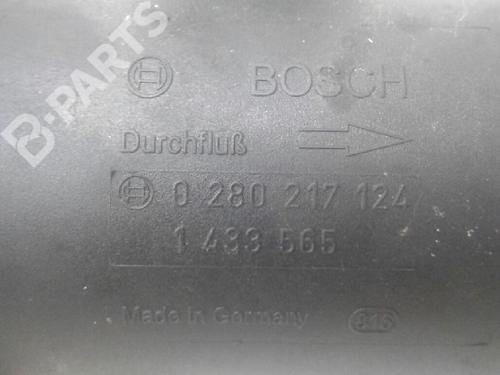 BOSCH
Durchfluß
0 280 217 124
1 433 565
Made in Germany 816
B-PARTS